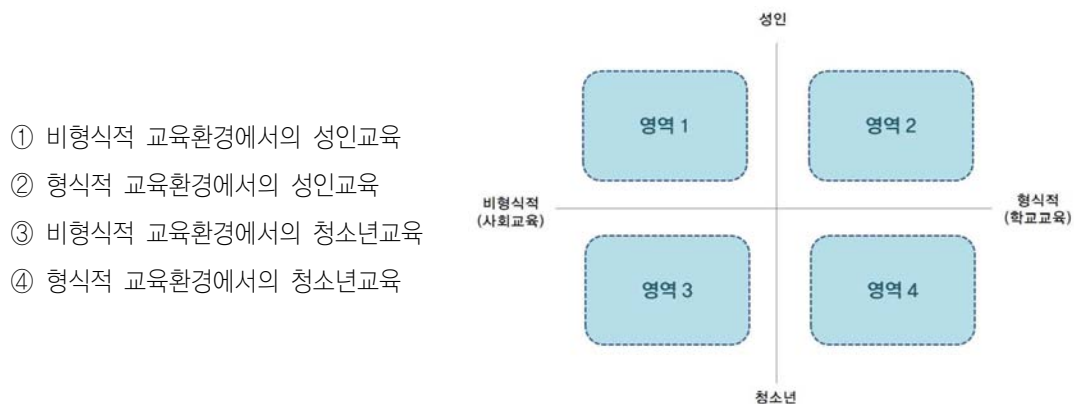 ① 비형식적 교육환경에서의 성인교육
② 형식적 교육환경에서의 성인교육
③ 비형식적 교육환경에서의 청소년교육
④ 형식적 교육환경에서의 청소년교육
성인
영역 1
영역 2
비형식적
(사회교육)
형식적
(학교교육)
영역 3
영역 4
청소년